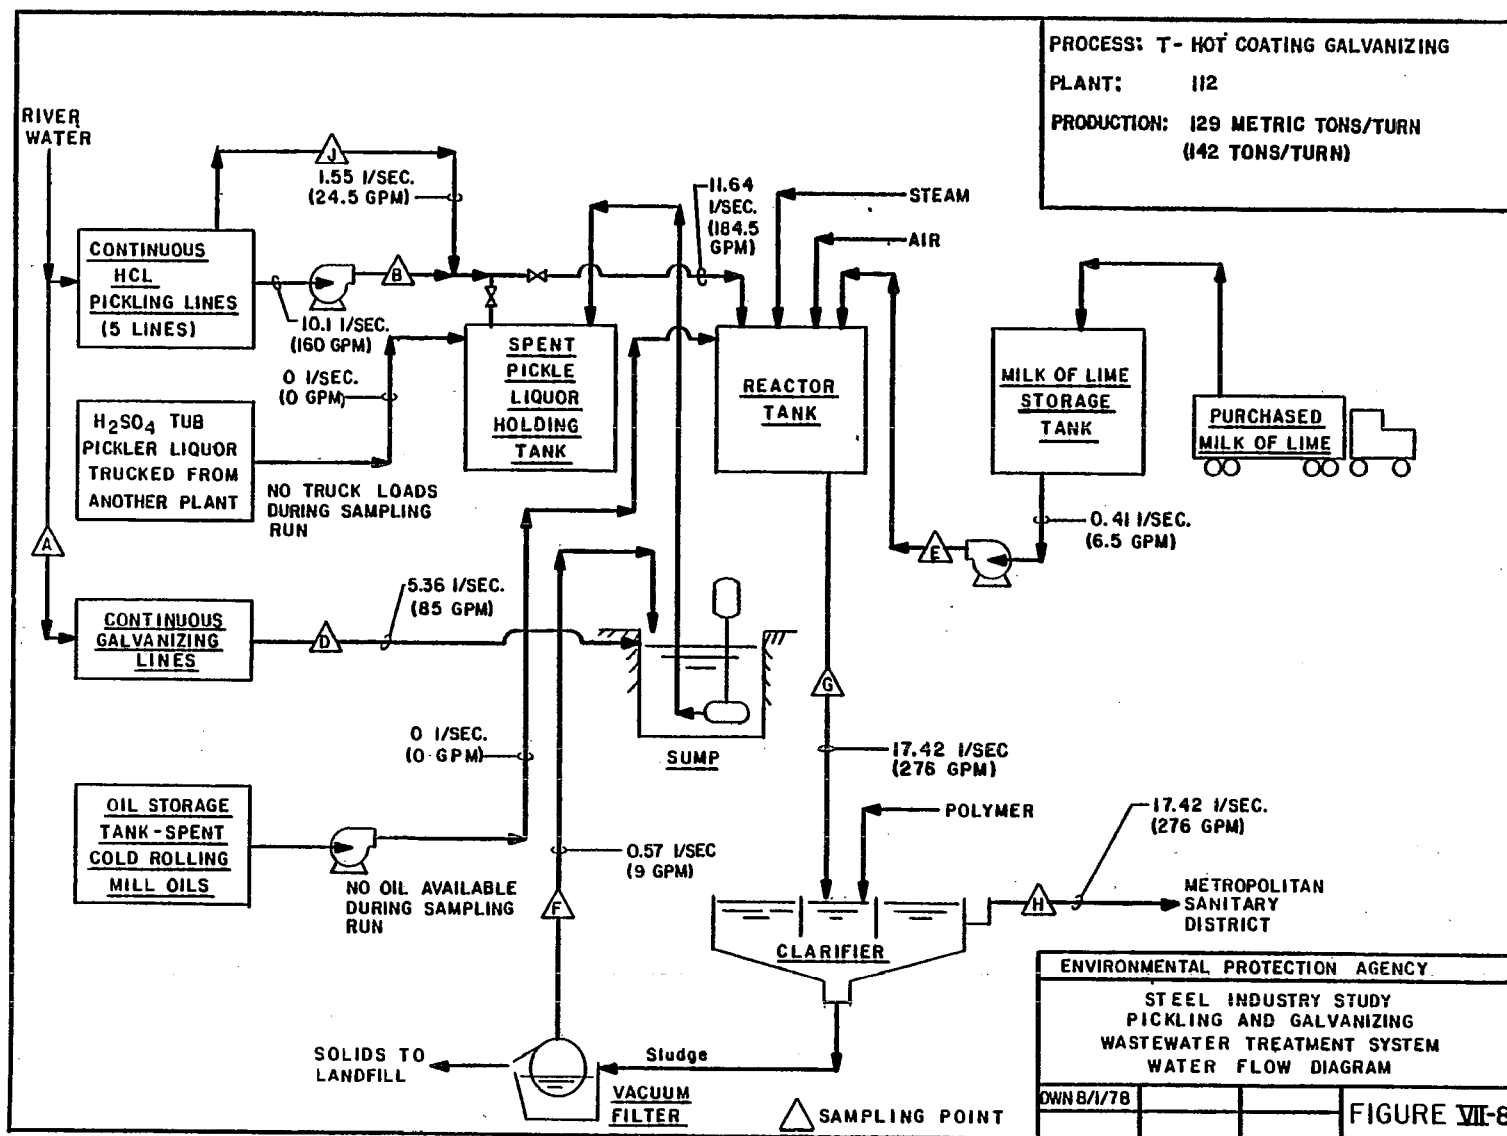 PROCESS: T- HOT COATING GALVANIZING
PLANT: 112
PRODUCTION: 129 METRIC TONS/TURN
(142 TONS/TURN)
RIVER
WATER
J
1.55 l/SEC.
(24.5 GPM)
11.64
l/SEC.
(184.5
GPM)
STEAM
AIR
CONTINUOUS
HCL
PICKLING LINES
(5 LINES)
B
10.1 l/SEC.
(160 GPM)
0 l/SEC.
(0 GPM)
SPENT
PICKLE
LIQUOR
HOLDING
TANK
REACTOR
TANK
MILK OF LIME
STORAGE
TANK
PURCHASED
MILK OF LIME
H2SO4 TUB
PICKLER LIQUOR
TRUCKED FROM
ANOTHER PLANT
NO TRUCK LOADS
DURING SAMPLING
RUN
0.41 l/SEC.
(6.5 GPM)
A
E
5.36 l/SEC.
(85 GPM)
CONTINUOUS
GALVANIZING
LINES
D
G
0 l/SEC.
(0 GPM)
SUMP
17.42 l/SEC
(276 GPM)
OIL STORAGE
TANK-SPENT
COLD ROLLING
MILL OILS
POLYMER
17.42 l/SEC.
(276 GPM)
0.57 l/SEC
(9 GPM)
NO OIL AVAILABLE
DURING SAMPLING
RUN
F
H
METROPOLITAN
SANITARY
DISTRICT
CLARIFIER
SOLIDS TO
LANDFILL
Sludge
VACUUM
FILTER
SAMPLING POINT
ENVIRONMENTAL PROTECTION AGENCY
STEEL INDUSTRY STUDY
PICKLING AND GALVANIZING
WASTEWATER TREATMENT SYSTEM
WATER FLOW DIAGRAM
DWN 8/1/78
FIGURE VII-8